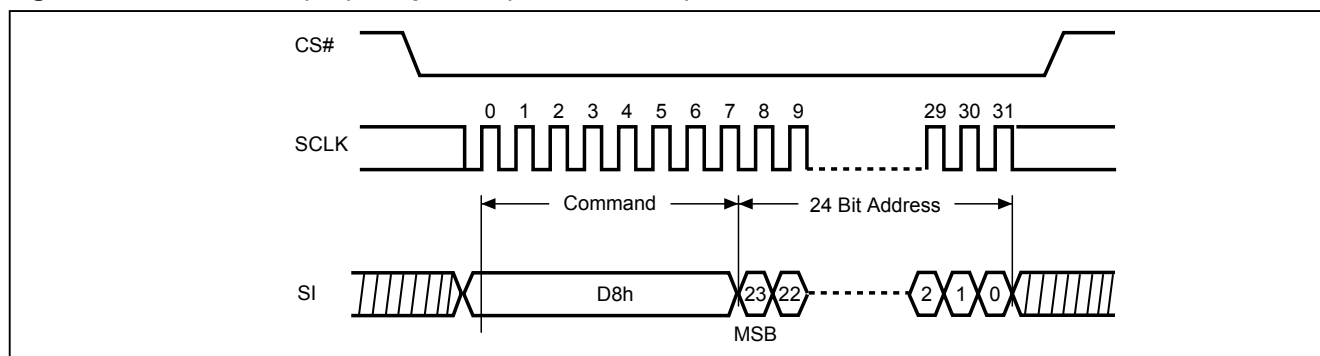 CS#
0 1 2 3 4 5 6 7 8 9 29 30 31
SCLK
Command 24 Bit Address
SI D8h 23 22 2 1 0
MSB